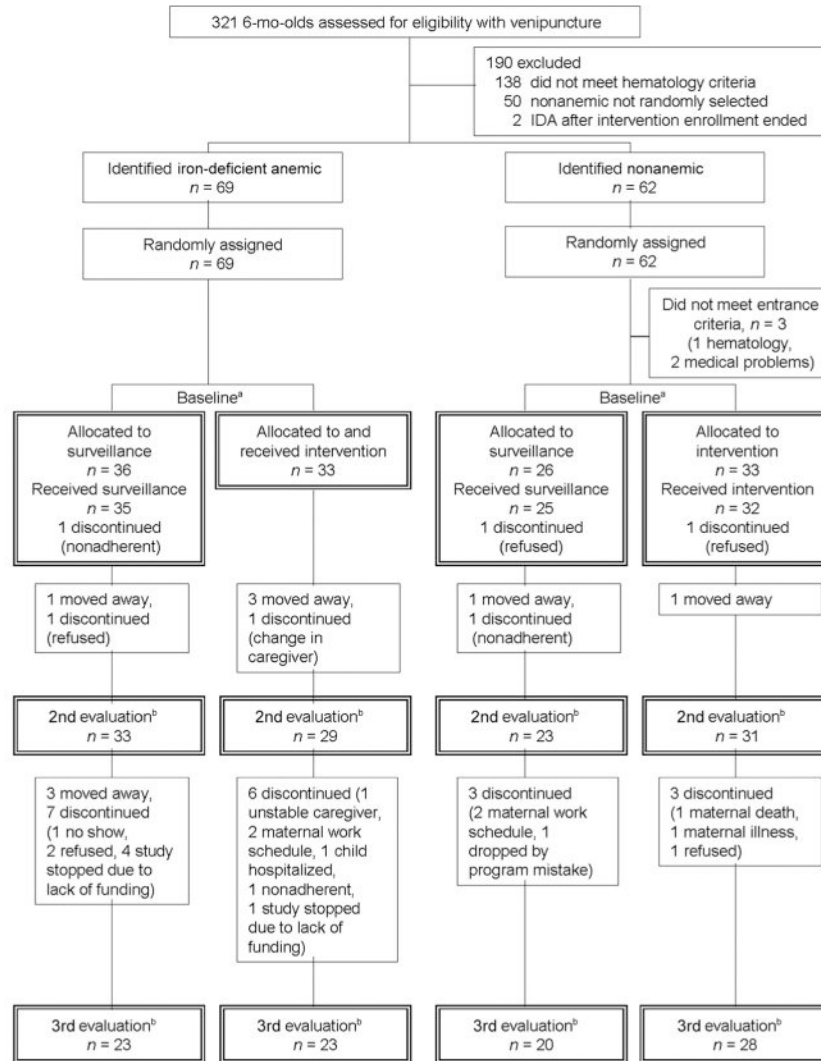 321 6-mo-olds assessed for eligibility with venipuncture
190 excluded
138 did not meet hematology criteria
50 nonanemic not randomly selected
2 IDA after intervention enrollment ended
Identified iron-deficient anemic
n = 69
Identified nonanemic
n = 62
Randomly assigned
n = 69
Randomly assigned
n = 62
Did not meet entrance
criteria, n = 3
(1 hematology,
2 medical problems)
Baselineᵃ
Baselineᵃ
Allocated to
surveillance
n = 36
Received surveillance
n = 35
1 discontinued
(nonadherent)
Allocated to and
received intervention
n = 33
Allocated to
surveillance
n = 26
Received surveillance
n = 25
1 discontinued
(refused)
Allocated to
intervention
n = 33
Received intervention
n = 32
1 discontinued
(refused)
1 moved away,
1 discontinued
(refused)
3 moved away,
1 discontinued
(change in
caregiver)
1 moved away,
1 discontinued
(nonadherent)
1 moved away
2nd evaluationᵇ
n = 33
2nd evaluationᵇ
n = 29
2nd evaluationᵇ
n = 23
2nd evaluationᵇ
n = 31
3 moved away,
7 discontinued
(1 no show,
2 refused, 4 study
stopped due to
lack of funding)
6 discontinued (1
unstable caregiver,
2 maternal work
schedule, 1 child
hospitalized,
1 nonadherent,
1 study stopped
due to lack of
funding)
3 discontinued
(2 maternal work
schedule, 1
dropped by
program mistake)
3 discontinued
(1 maternal death,
1 maternal illness,
1 refused)
3rd evaluationᵇ
n = 23
3rd evaluationᵇ
n = 23
3rd evaluationᵇ
n = 20
3rd evaluationᵇ
n = 28